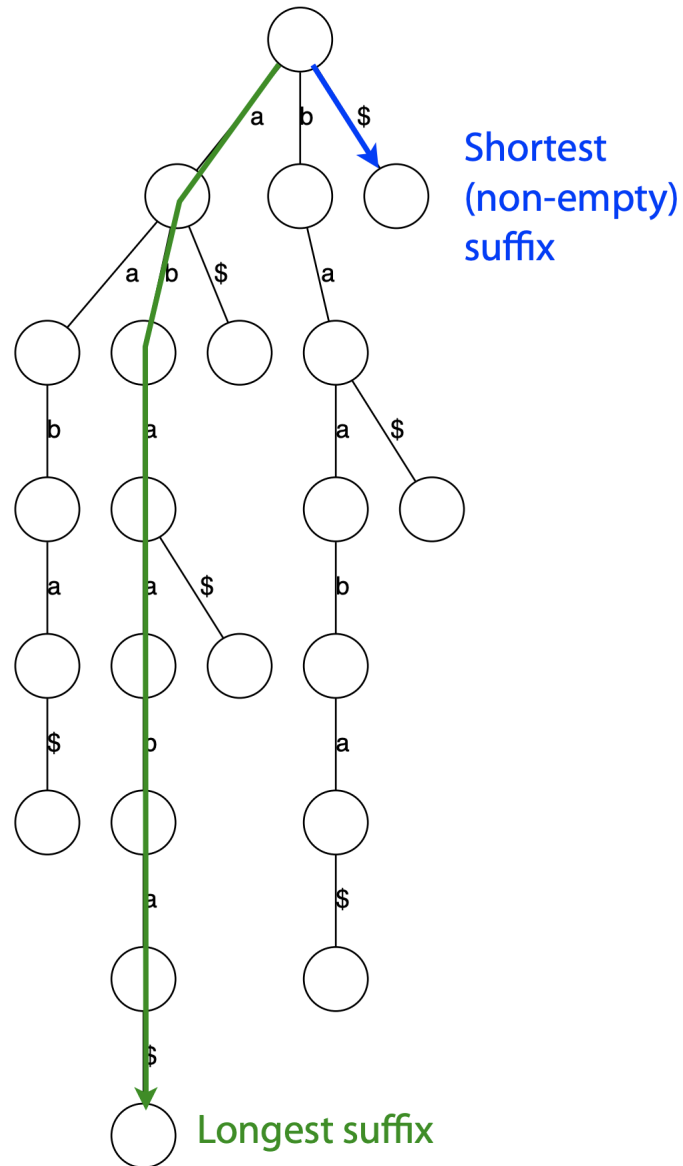 a b $
Shortest
(non-empty)
suffix
a b $ a
b a a $
a a $ b
$ b a
a $
$
Longest suffix